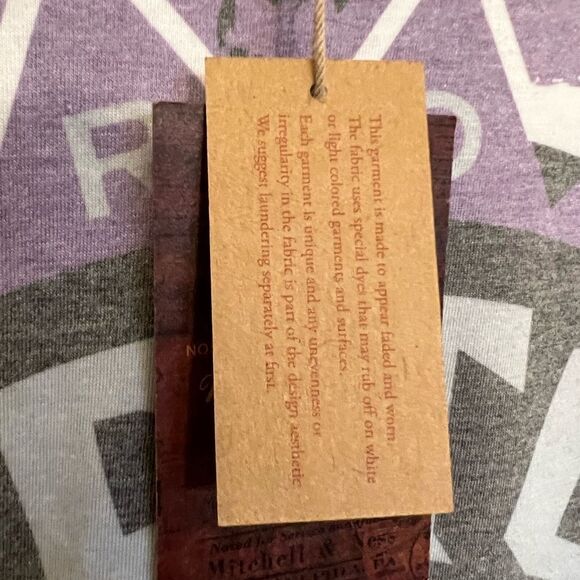 This garment is made to appear faded and worn.
The fabric uses special dyes that may rub off on white
or light colored garments and surfaces.
Each garment is unique and any unevenness or
irregularity in the fabric is part of the design aesthetic
We suggest laundering separately at first.
NO
Mitchell & Ness